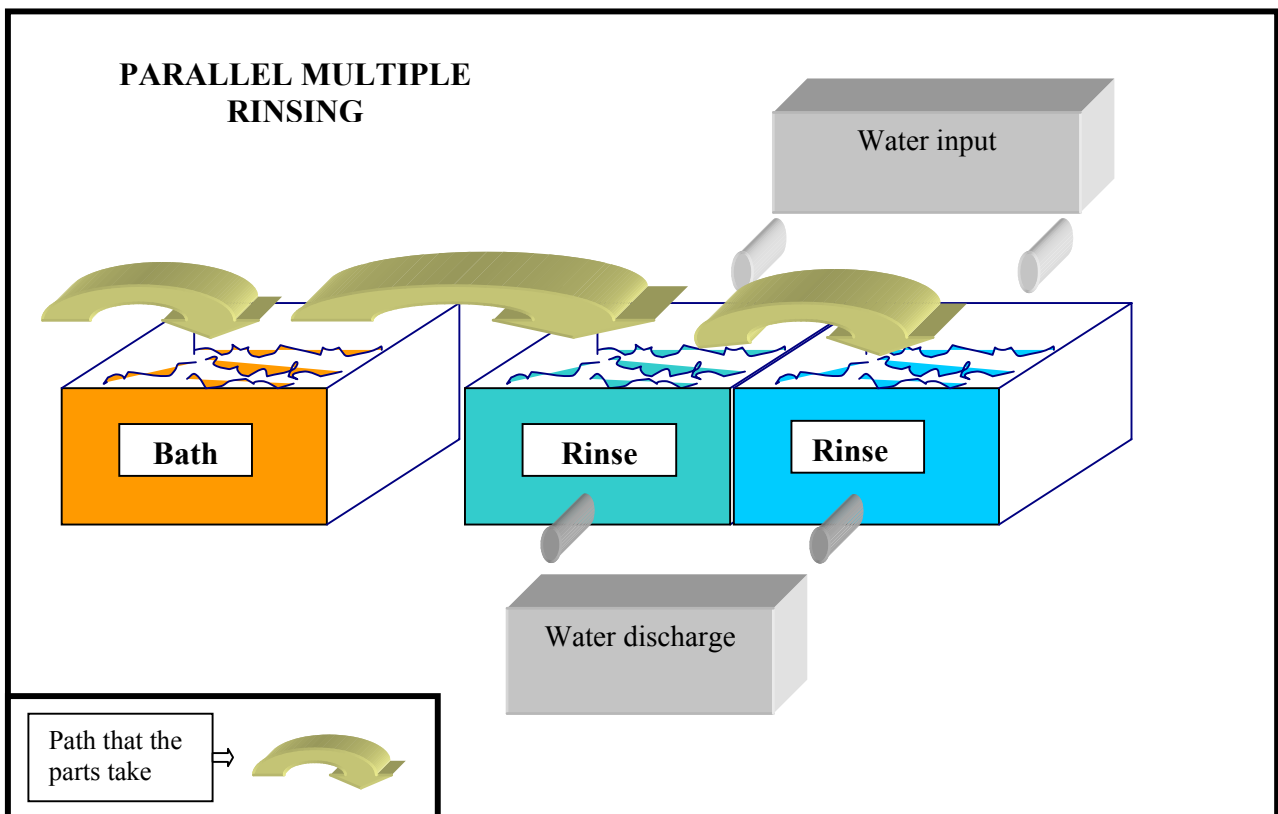 PARALLEL MULTIPLE
RINSING
Water input
Bath
Rinse
Rinse
Water discharge
Path that the
parts take